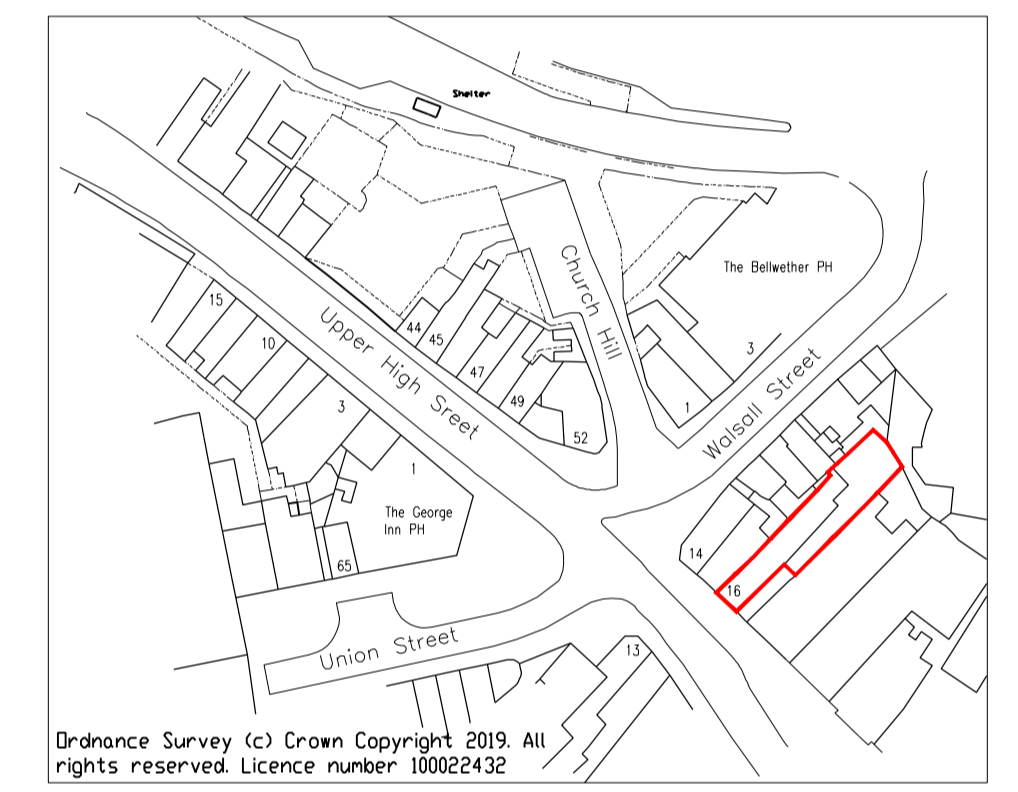 Shelter
Church Hill
The Bellwether PH
15
Upper High Sreet
44
45
10
47
3
Walsall Street
3
49
1
52
1
The George
Inn PH
14
65
16
Union Street
13
Ordnance Survey (c) Crown Copyright 2019. All
rights reserved. Licence number 100022432